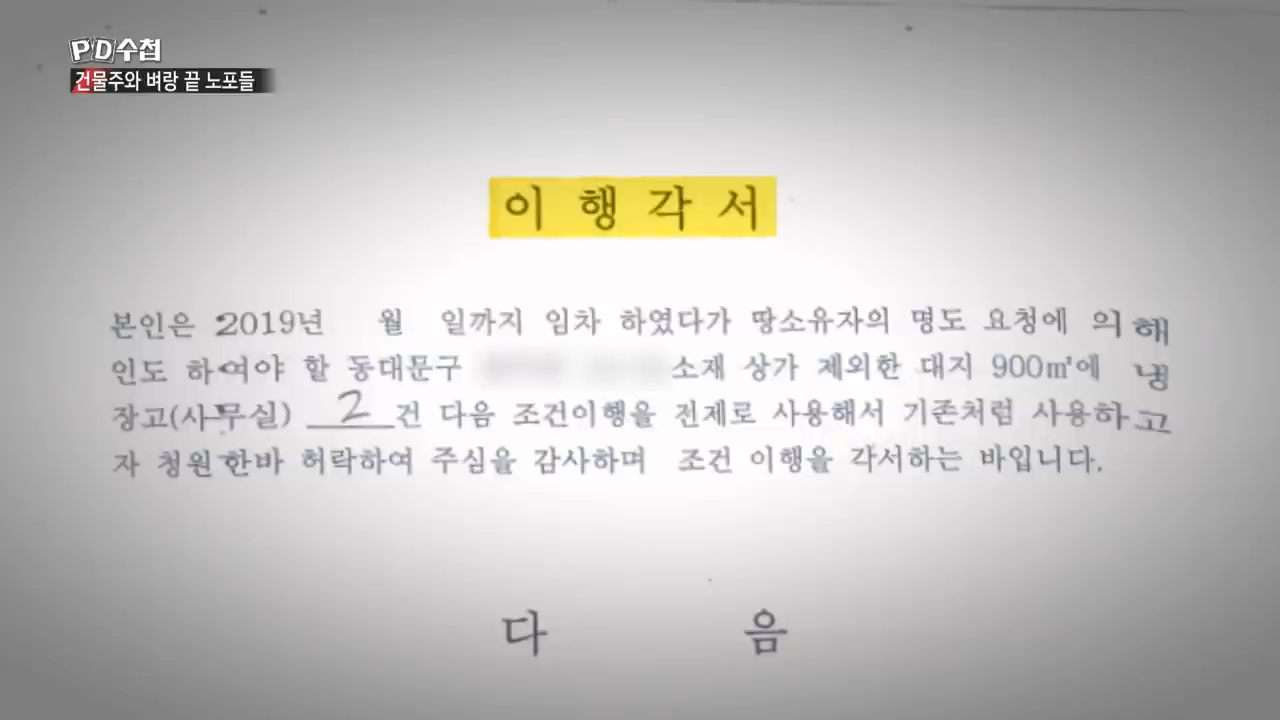 PD수첩
건물주와 벼랑 끝 노포들
이 행 각 서
본인은 2019년 월 일까지 임차 하였다가 땅소유자의 명도 요청에 의해
인도 하여야 할 동대문구 소재 상가 제외한 대지 900㎡에 냉
장고(사무실) 2 건 다음 조건이행을 전제로 사용해서 기존처럼 사용하고
자 청원한바 허락하여 주심을 감사하며 조건 이행을 각서하는 바입니다.
다 음